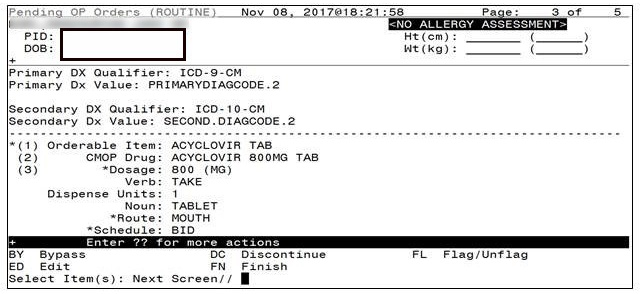 Pending OP Orders (ROUTINE)   Nov 08, 2017@18:21:58   Page:   3 of   5
<NO ALLERGY ASSESSMENT>
PID:   Ht(cm): _______ (______)
DOB:   Wt(kg): _______ (______)
+
Primary DX Qualifier: ICD-9-CM
Primary Dx Value: PRIMARYDIAGCODE.2
Secondary DX Qualifier: ICD-10-CM
Secondary Dx Value: SECOND.DIAGCODE.2
--------------------------------------------------------------------------------
*(1) Orderable Item: ACYCLOVIR TAB
(2) CMOP Drug: ACYCLOVIR 800MG TAB
(3) *Dosage: 800 (MG)
Verb: TAKE
Dispense Units: 1
Noun: TABLET
*Route: MOUTH
*Schedule: BID
+ Enter ?? for more actions
BY Bypass   DC Discontinue   FL Flag/Unflag
ED Edit   FN Finish
Select Item(s): Next Screen//